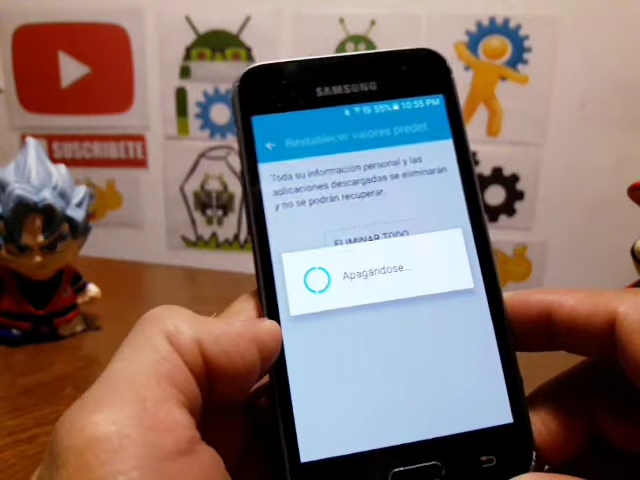 SUSCRIBETE
SAMSUNG
55% 10:55 PM
Restablecer valores predet.
Toda su información personal y las
aplicaciones descargadas se eliminarán
y no se podrán recuperar.
ELIMINAR TODO
Apagándose...